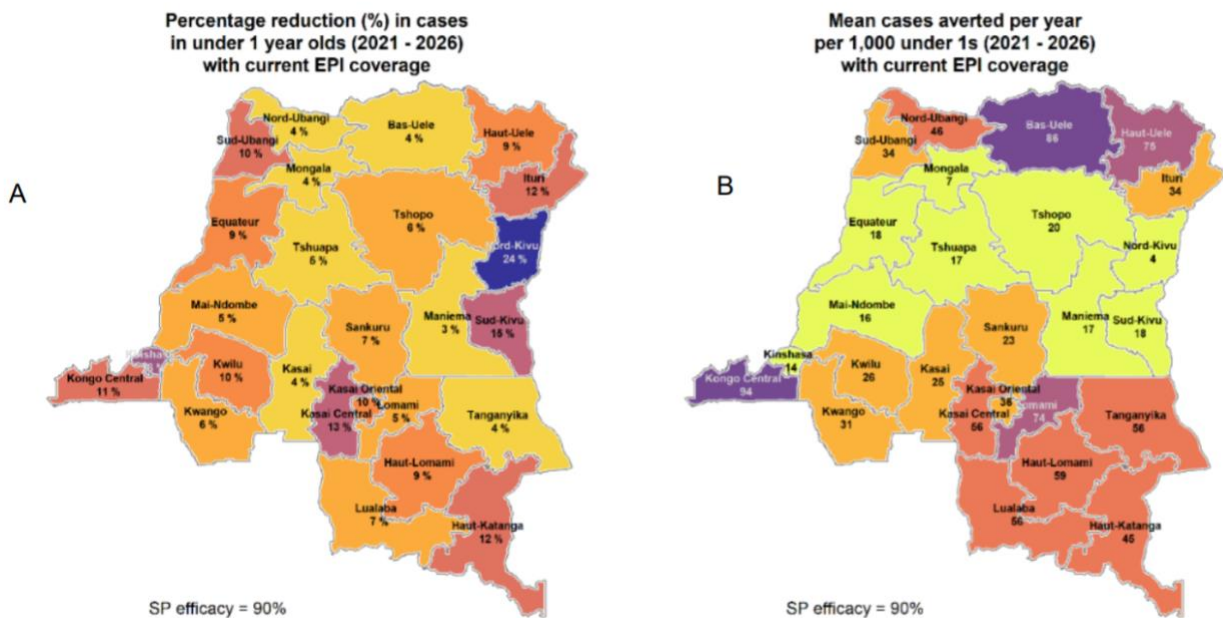 Percentage reduction (%) in cases
in under 1 year olds (2021 - 2026)
with current EPI coverage
A
Nord-Ubangi
4 %
Bas-Uele
4 %
Haut-Uele
9 %
Sud-Ubangi
10 %
Mongala
4 %
Ituri
12 %
Equateur
9 %
Tshopo
6 %
Tshuapa
5 %
Nord-Kivu
24 %
Mai-Ndombe
5 %
Sankuru
7 %
Maniema
3 %
Sud-Kivu
15 %
Kinshasa
Kongo Central
11 %
Kwilu
10 %
Kasai
4 %
Kasai Oriental
10 %
Kwango
6 %
Kasai Central
13 %
Lomami
5 %
Tanganyika
4 %
Haut-Lomami
9 %
Lualaba
7 %
Haut-Katanga
12 %
SP efficacy = 90%
Mean cases averted per year
per 1,000 under 1s (2021 - 2026)
with current EPI coverage
B
Nord-Ubangi
46
Bas-Uele
86
Haut-Uele
75
Sud-Ubangi
34
Mongala
7
Ituri
34
Equateur
18
Tshopo
20
Tshuapa
17
Nord-Kivu
4
Mai-Ndombe
16
Sankuru
23
Maniema
17
Sud-Kivu
18
Kinshasa
14
Kongo Central
94
Kwilu
26
Kasai
25
Kasai Oriental
35
Kwango
31
Kasai Central
56
Lomami
74
Tanganyika
56
Haut-Lomami
59
Lualaba
56
Haut-Katanga
45
SP efficacy = 90%